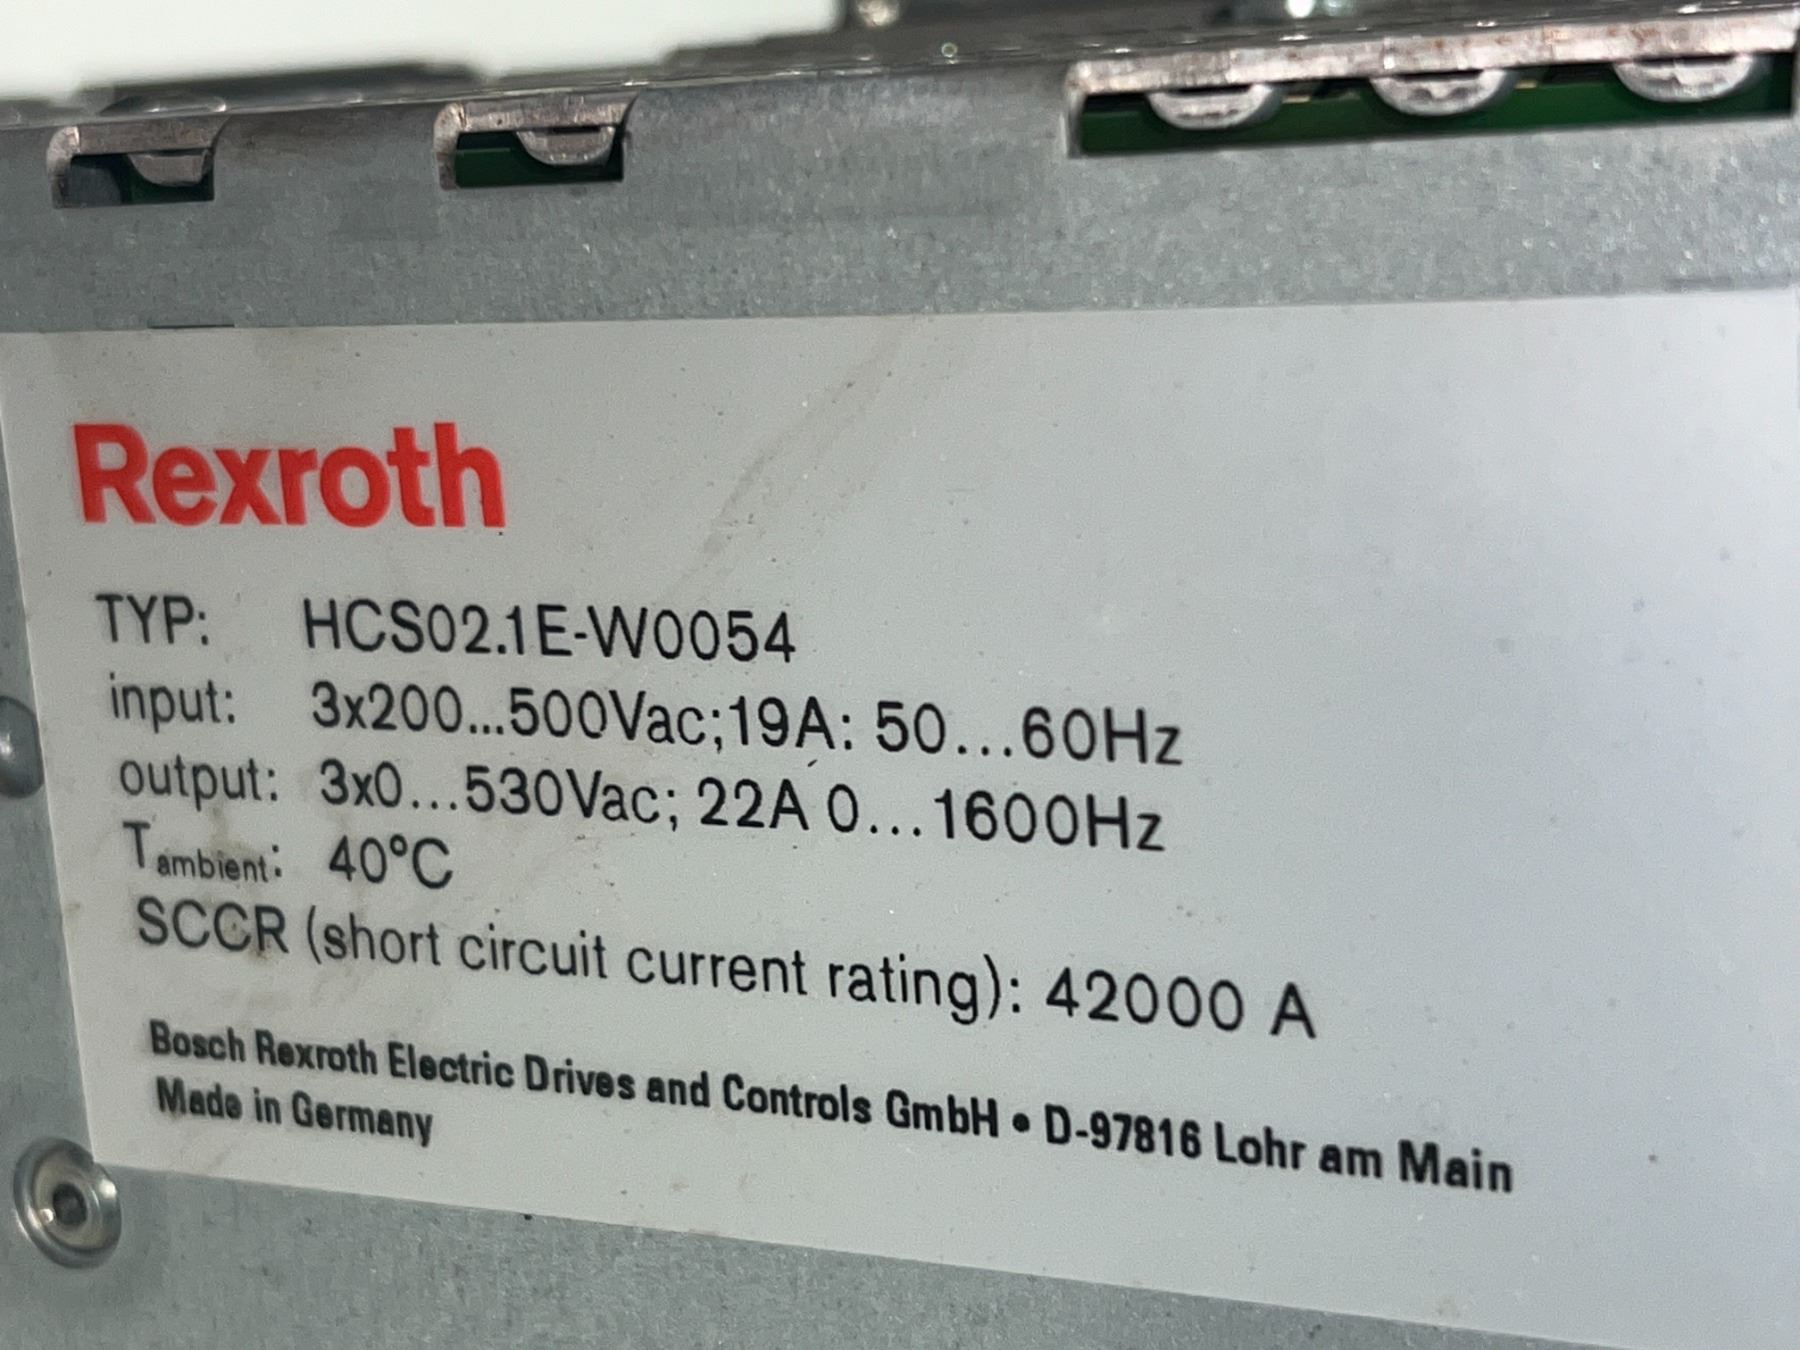 Rexroth
TYP: HCS02.1E-W0054
input: 3x200...500Vac;19A: 50...60Hz
output: 3x0...530Vac; 22A 0...1600Hz
Tambient: 40°C
SCCR (short circuit current rating): 42000 A
Bosch Rexroth Electric Drives and Controls GmbH • D-97816 Lohr am Main
Made in Germany